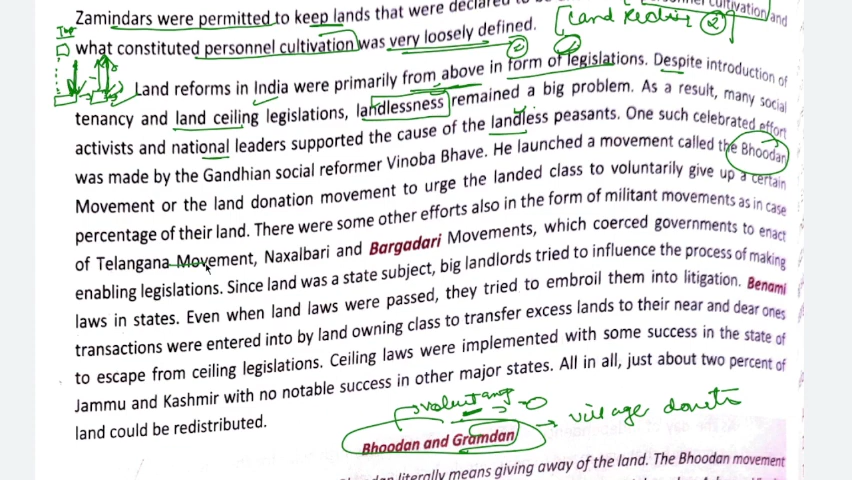 Zamindars were permitted to keep lands that were decla
cultivation and
what constituted personnel cultivation was very loosely defined.
Land
2
Land reforms in India were primarily from above in form of legislations. Despite introduction of
tenancy and land ceiling legislations, landlessness remained a big problem. As a result, many social
activists and national leaders supported the cause of the landless peasants. One such celebrated effort
was made by the Gandhian social reformer Vinoba Bhave. He launched a movement called the Bhoodan
Movement or the land donation movement to urge the landed class to voluntarily give up a certain
percentage of their land. There were some other efforts also in the form of militant movements as in case
of Telangana Movement, Naxalbari and Bargadari Movements, which coerced governments to enact
enabling legislations. Since land was a state subject, big landlords tried to influence the process of making
laws in states. Even when land laws were passed, they tried to embroil them into litigation. Benami
transactions were entered into by land owning class to transfer excess lands to their near and dear ones
to escape from ceiling legislations. Ceiling laws were implemented with some success in the state of
Jammu and Kashmir with no notable success in other major states. All in all, just about two percent of
land could be redistributed.
village
Bhoodan and Gramdan
literally means giving away of the land. The Bhoodan movement